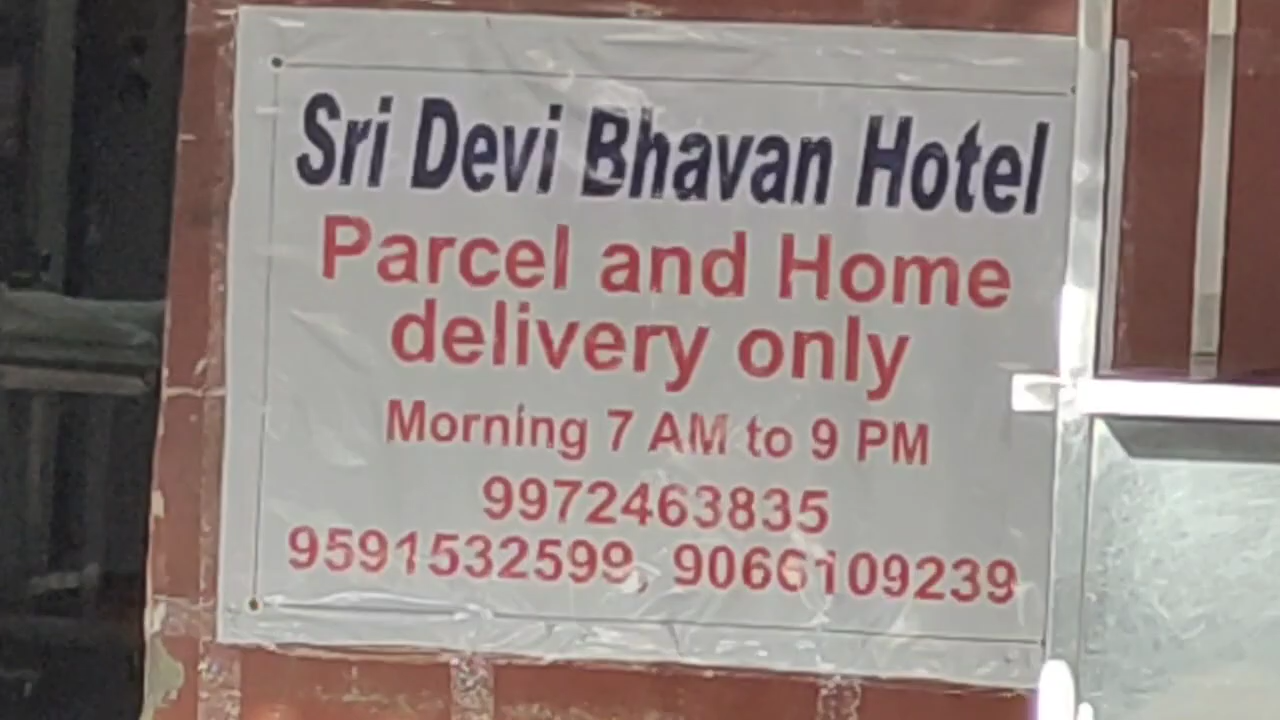 Sri Devi Bhavan Hotel
Parcel and Home
delivery only
Morning 7 AM to 9 PM
9972463835
9591532599, 9066109239